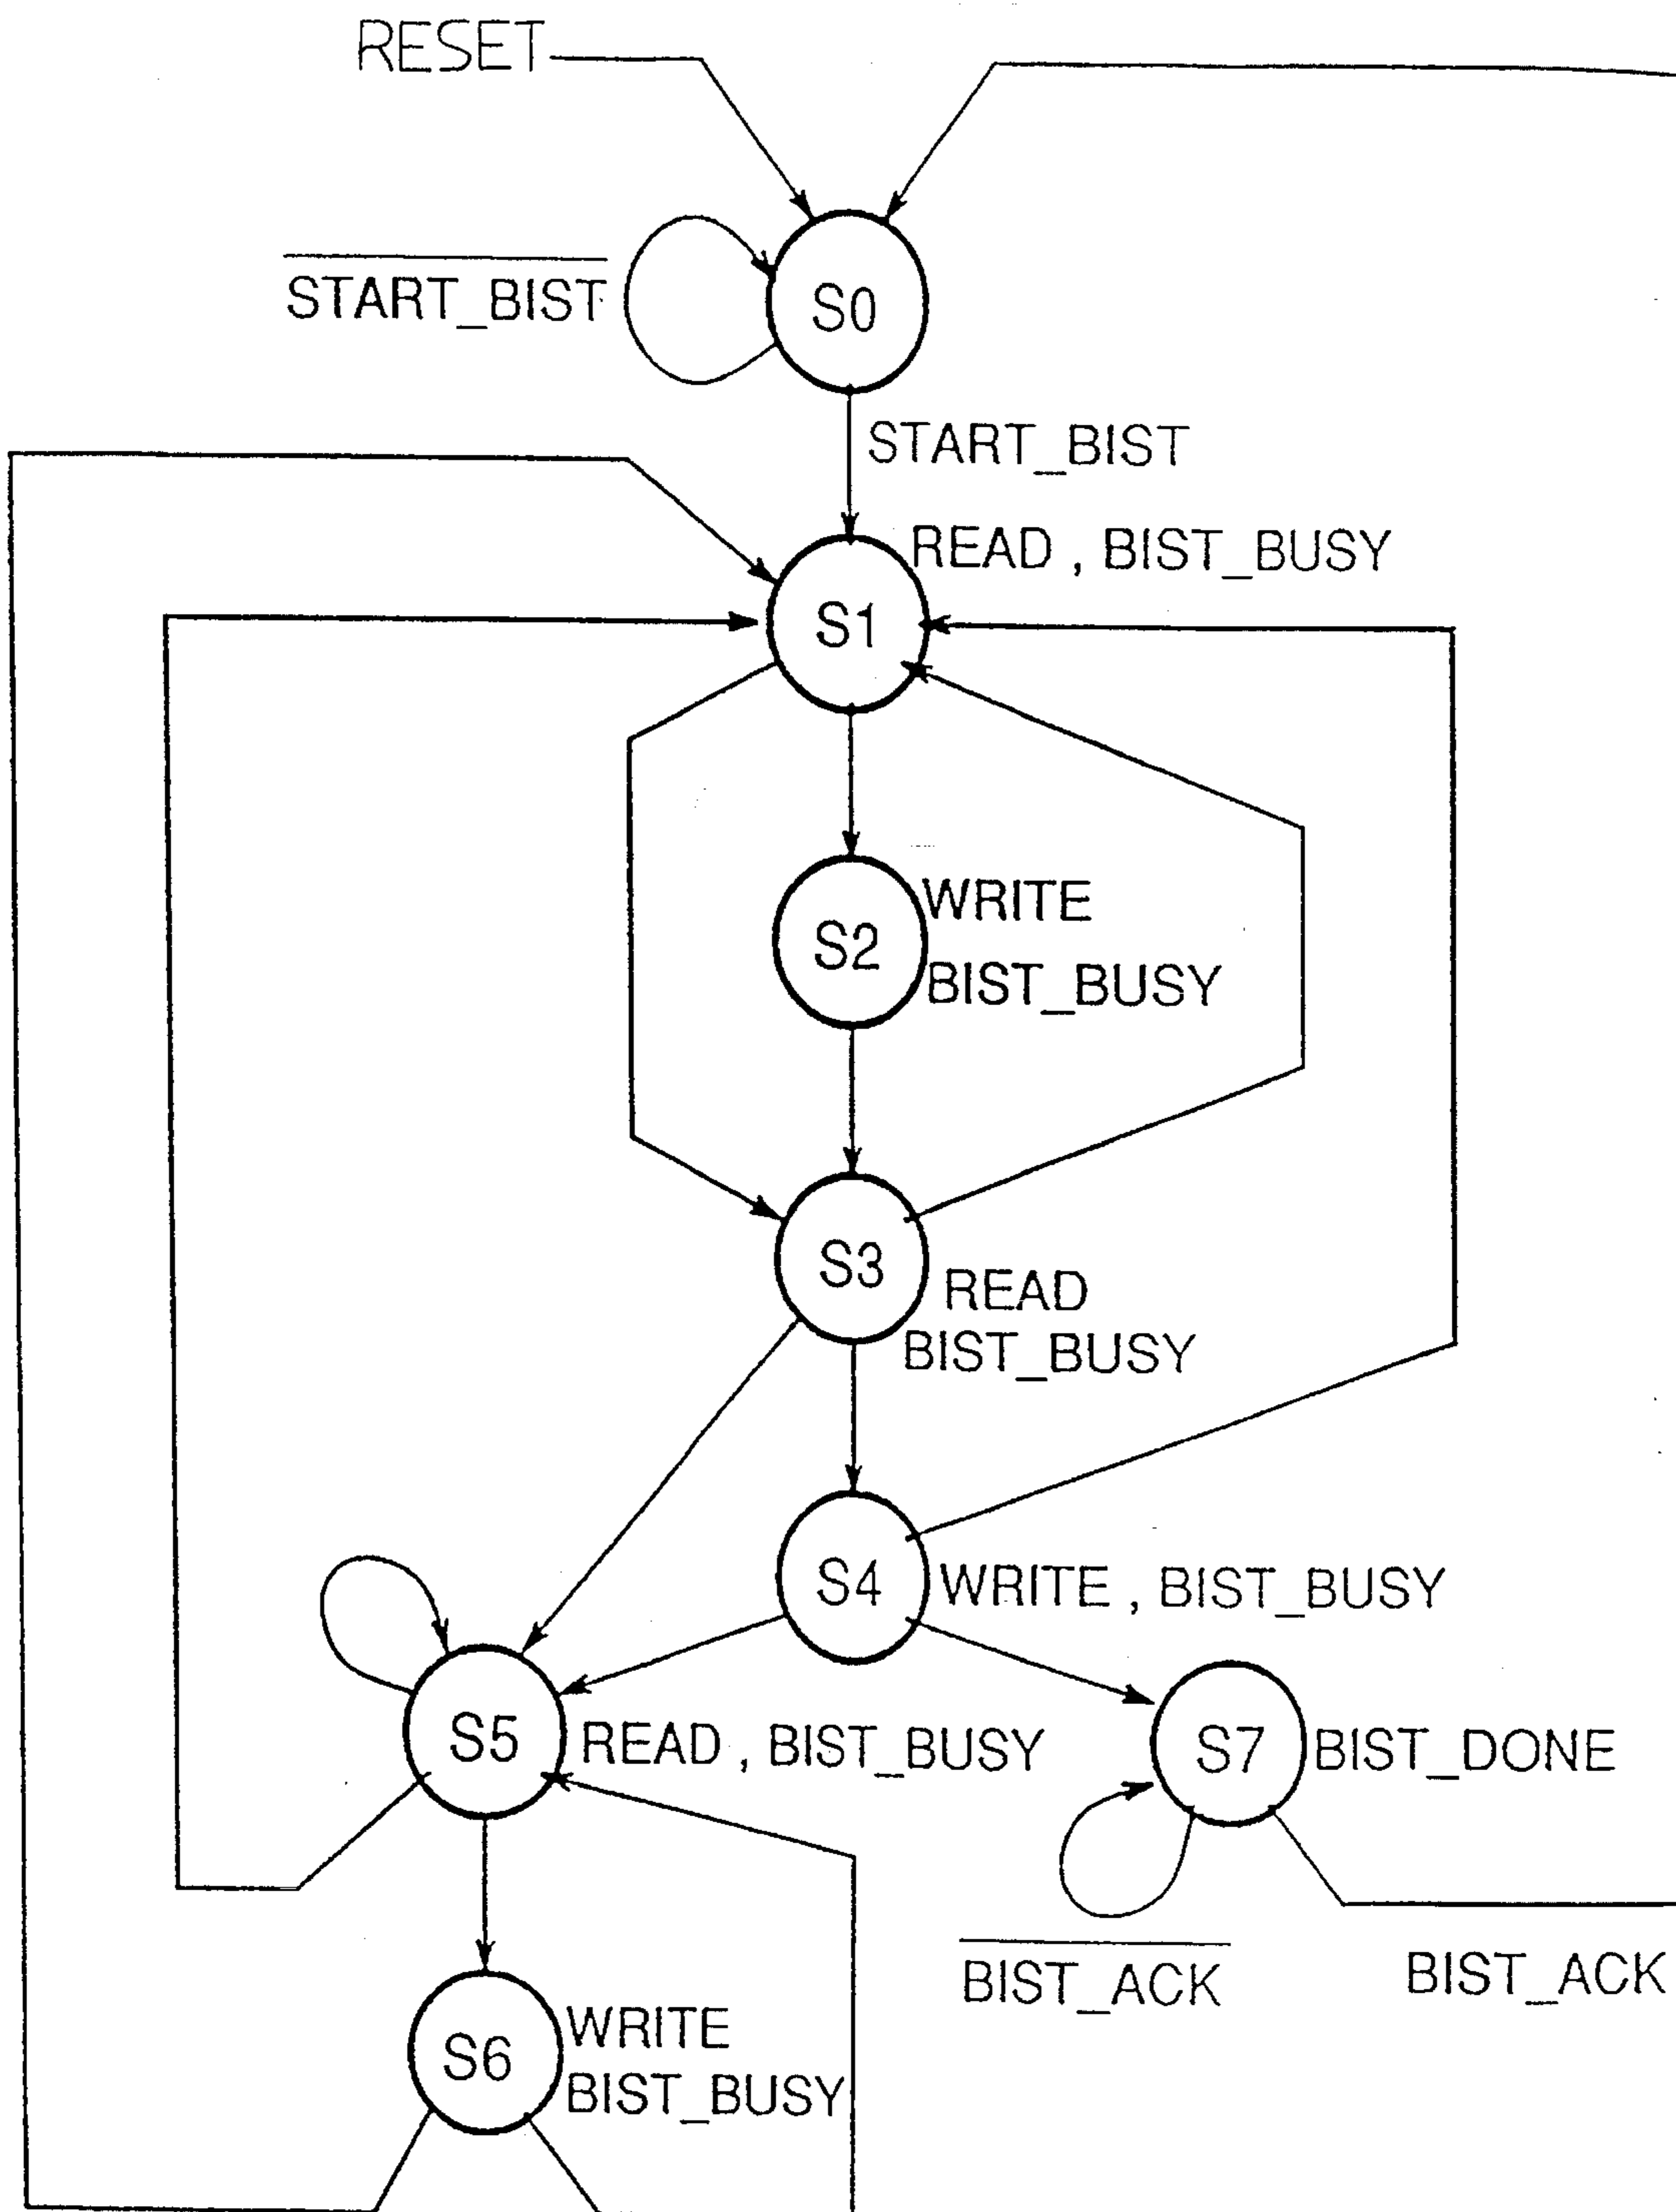 RESET
START_BIST
S0
START_BIST
READ , BIST_BUSY
S1
WRITE
S2
BIST_BUSY
S3
READ
BIST_BUSY
S4
WRITE , BIST_BUSY
S5
READ , BIST_BUSY
S7
BIST_DONE
BIST_ACK
BIST_ACK
S6
WRITE
BIST_BUSY